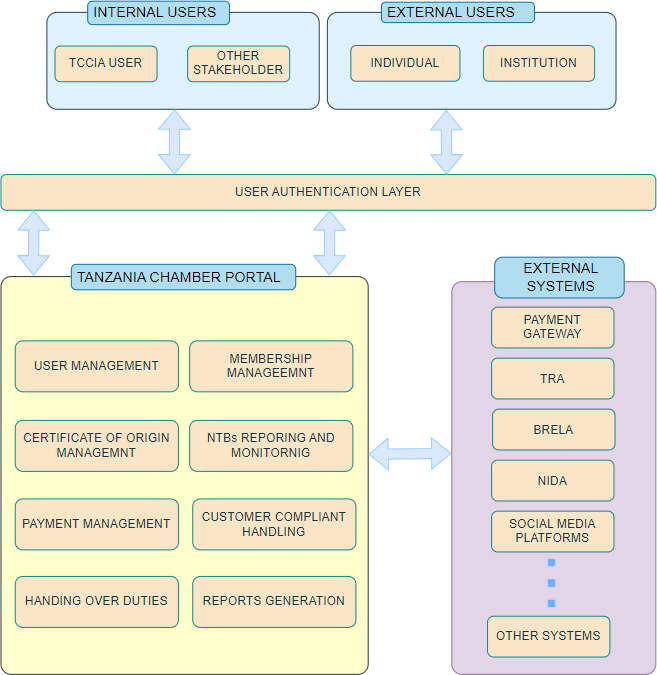 INTERNAL USERS
EXTERNAL USERS
TCCIA USER
OTHER
STAKEHOLDER
INDIVIDUAL
INSTITUTION
USER AUTHENTICATION LAYER
TANZANIA CHAMBER PORTAL
USER MANAGEMENT
MEMBERSHIP
MANAGEEMNT
CERTIFICATE OF ORIGIN
MANAGEMNT
NTBs REPORING AND
MONITORNIG
PAYMENT MANAGEMENT
CUSTOMER COMPLIANT
HANDLING
HANDING OVER DUTIES
REPORTS GENERATION
EXTERNAL
SYSTEMS
PAYMENT
GATEWAY
TRA
BRELA
NIDA
SOCIAL MEDIA
PLATFORMS
OTHER SYSTEMS